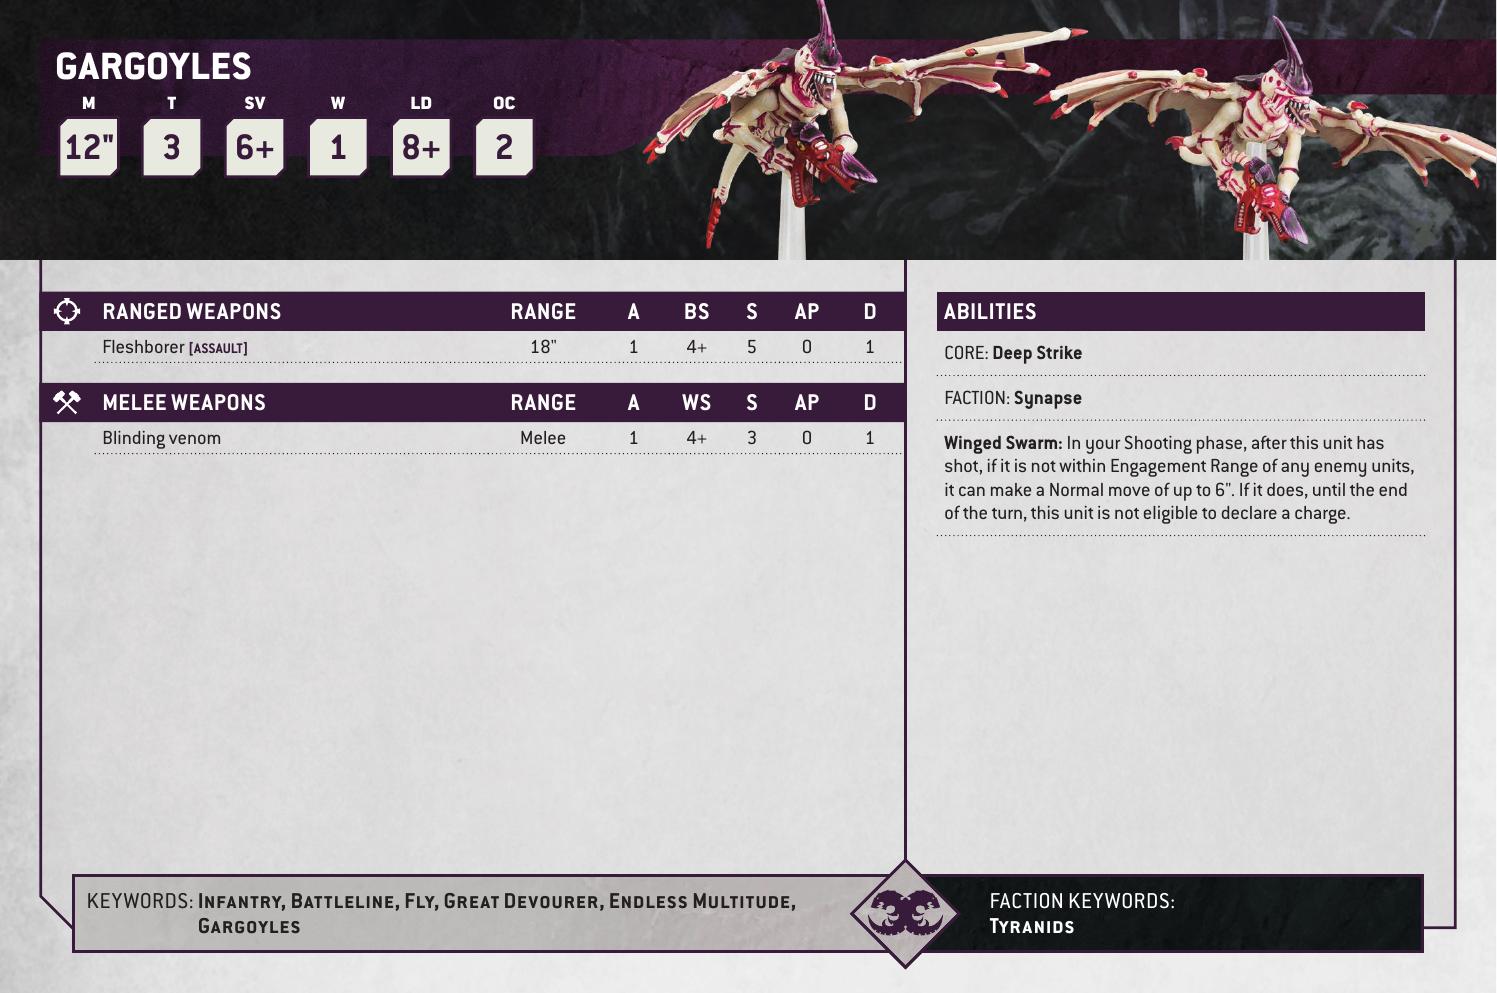 GARGOYLES
M T SV W LD OC
12" 3 6+ 1 8+ 2
RANGED WEAPONS RANGE A BS S AP D
Fleshborer [ASSAULT] 18" 1 4+ 5 0 1
MELEE WEAPONS RANGE A WS S AP D
Blinding venom Melee 1 4+ 3 0 1
ABILITIES
CORE: Deep Strike
FACTION: Synapse
Winged Swarm: In your Shooting phase, after this unit has
shot, if it is not within Engagement Range of any enemy units,
it can make a Normal move of up to 6". If it does, until the end
of the turn, this unit is not eligible to declare a charge.
KEYWORDS: INFANTRY, BATTLELINE, FLY, GREAT DEVOURER, ENDLESS MULTITUDE,
GARGOYLES
FACTION KEYWORDS:
TYRANIDS